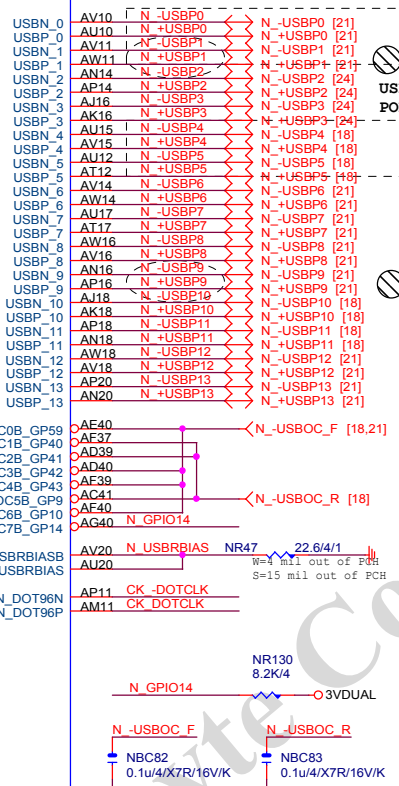 USBN_0 AV10 N_-USBP0 N_-USBP0 [21]
USBP_0 AU10 N_+USBP0 N_+USBP0 [21]
USBN_1 AV11 N_-USBP1 N_-USBP1 [21]
USBP_1 AW11 N_+USBP1 N_+USBP1 [21]
USBN_2 AN14 N_-USBP2 N_-USBP2 [24]
USBP_2 AP14 N_+USBP2 N_+USBP2 [24]
US
USBN_3 AJ16 N_-USBP3 N_-USBP3 [24]
PO
USBP_3 AK16 N_+USBP3 N_+USBP3 [24]
USBN_4 AU15 N_-USBP4 N_-USBP4 [18]
USBP_4 AV15 N_+USBP4 N_+USBP4 [18]
USBN_5 AU12 N_-USBP5 N_-USBP5 [18]
USBP_5 AT12 N_+USBP5 N_+USBP5 [18]
USBN_6 AV14 N_-USBP6 N_-USBP6 [21]
USBP_6 AW14 N_+USBP6 N_+USBP6 [21]
USBN_7 AU17 N_-USBP7 N_-USBP7 [21]
USBP_7 AT17 N_+USBP7 N_+USBP7 [21]
USBN_8 AW16 N_-USBP8 N_-USBP8 [21]
USBP_8 AV16 N_+USBP8 N_+USBP8 [21]
USBN_9 AN16 N_-USBP9 N_-USBP9 [21]
USBP_9 AP16 N_+USBP9 N_+USBP9 [21]
USBN_10 AJ18 N_-USBP10 N_-USBP10 [18]
USBP_10 AK18 N_+USBP10 N_+USBP10 [18]
USBN_11 AP18 N_-USBP11 N_-USBP11 [18]
USBP_11 AN18 N_+USBP11 N_+USBP11 [18]
USBN_12 AW18 N_-USBP12 N_-USBP12 [21]
USBP_12 AV18 N_+USBP12 N_+USBP12 [21]
USBN_13 AP20 N_-USBP13 N_-USBP13 [21]
USBP_13 AN20 N_+USBP13 N_+USBP13 [21]
C0B_GP59 AE40 N_-USBOC_F [18,21]
C1B_GP40 AF37
C2B_GP41 AD39
C3B_GP42 AD40
C4B_GP43 AF39
OC5B_GP9 AC41 N_-USBOC_R [18]
C6B_GP10 AF40
C7B_GP14 AG40 N_GPIO14
SBRBIASB AV20 N_USBRBIAS NR47 22.6/4/1
USBRBIAS AU20 W=4 mil out of PCH
S=15 mil out of PCH
N_DOT96N AP11 CK_-DOTCLK
N_DOT96P AM11 CK_DOTCLK
NR130
8.2K/4
N_GPIO14 3VDUAL
N_-USBOC_F N_-USBOC_R
NBC82 NBC83
0.1u/4/X7R/16V/K 0.1u/4/X7R/16V/K
yte Co